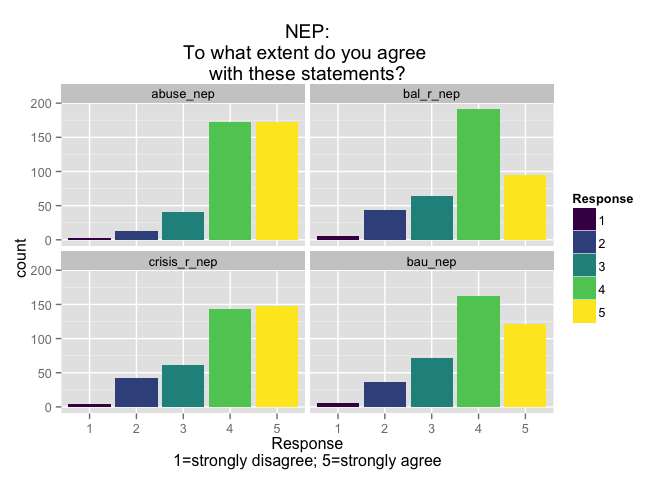 NEP:
To what extent do you agree
with these statements?
abuse_nep
bal_r_nep
200
150
100
50
0
crisis_r_nep
bau_nep
200
150
100
50
0
count
1 2 3 4 5
1 2 3 4 5
Response
1=strongly disagree; 5=strongly agree
Response
1
2
3
4
5